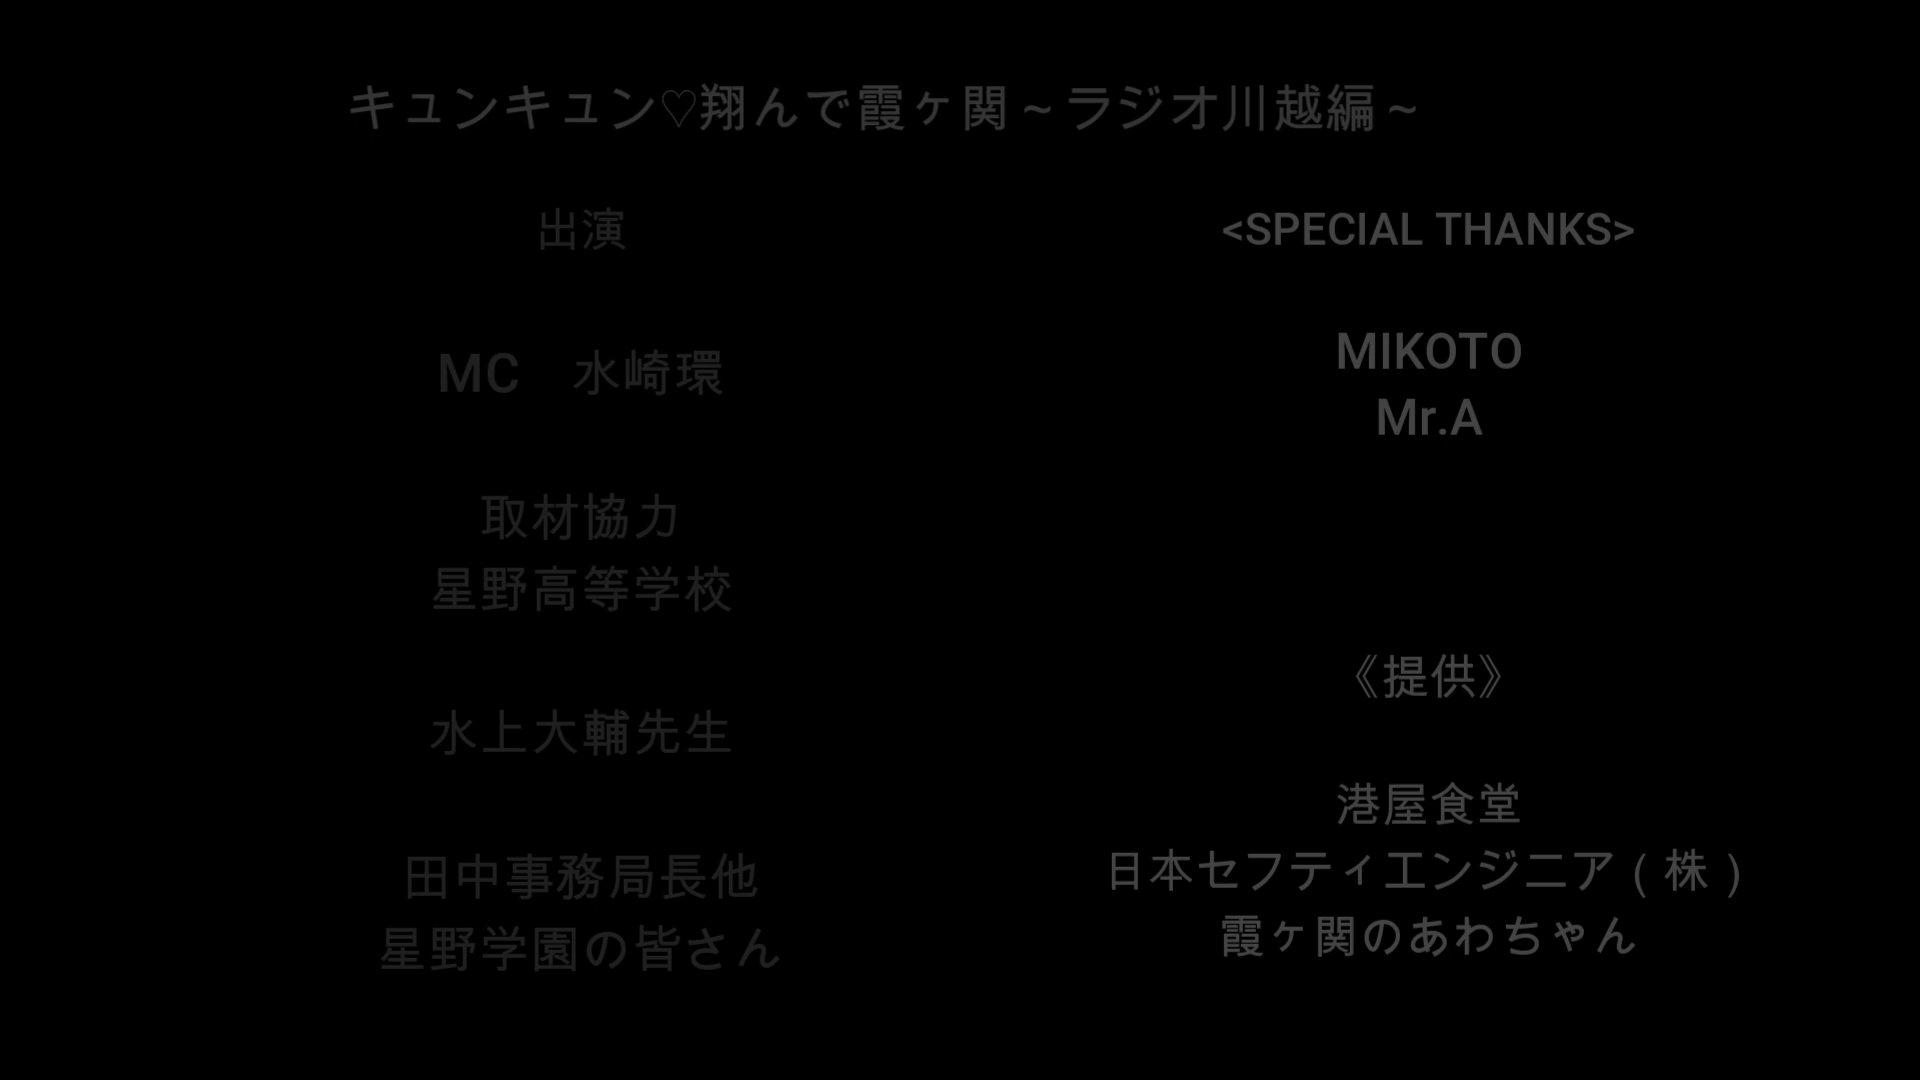 キュンキュン♡翔んで霞ヶ関～ラジオ川越編～
出演
MC　水崎環
取材協力
星野高等学校
水上大輔先生
田中事務局長他
星野学園の皆さん
<SPECIAL THANKS>
MIKOTO
Mr.A
《提供》
港屋食堂
日本セフティエンジニア(株)
霞ヶ関のあわちゃん